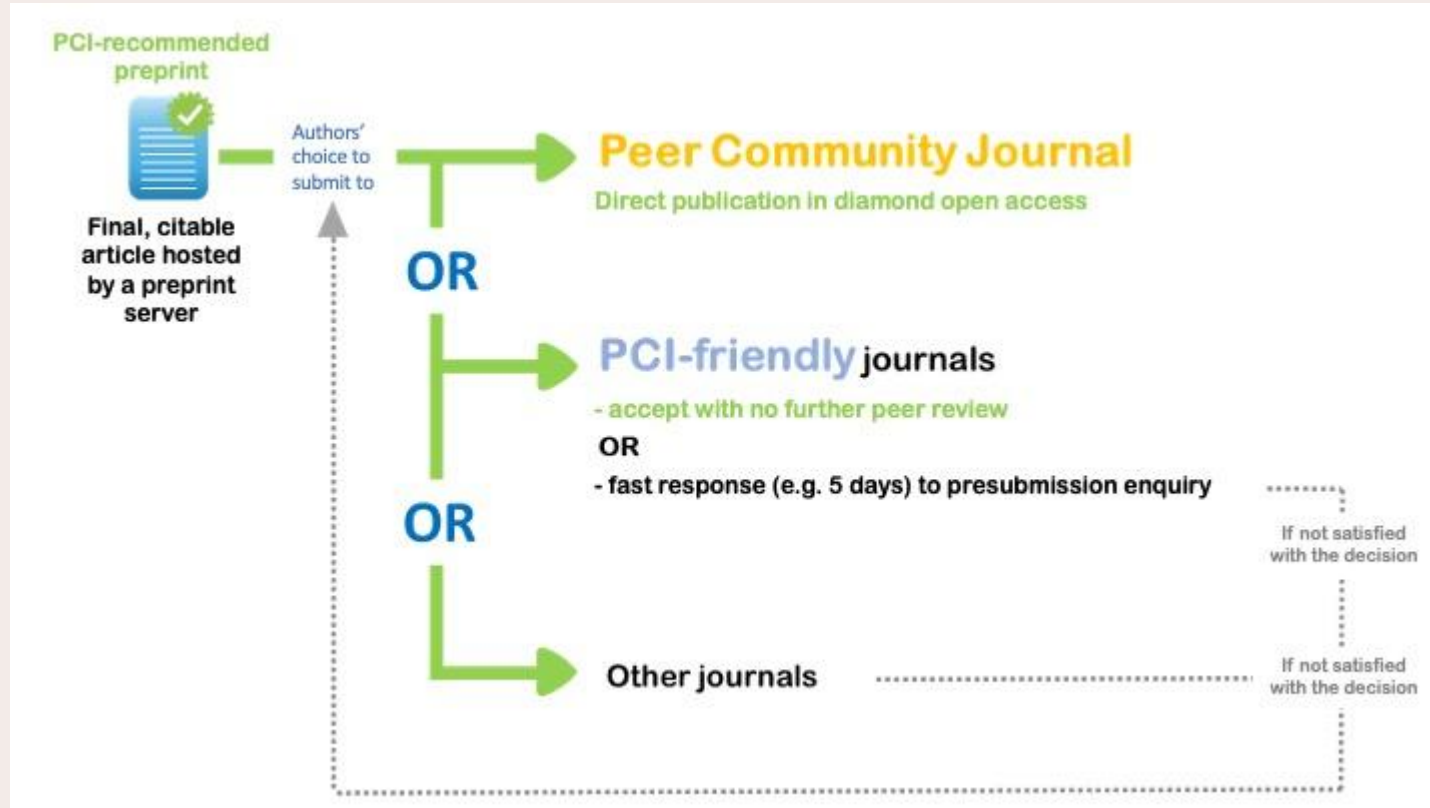 PCI-recommended
preprint
Final, citable
article hosted
by a preprint
server
Authors'
choice to
submit to
Peer Community Journal
Direct publication in diamond open access
OR
PCI-friendly journals
- accept with no further peer review
OR
- fast response (e.g. 5 days) to presubmission enquiry
If not satisfied
with the decision
OR
Other journals
If not satisfied
with the decision